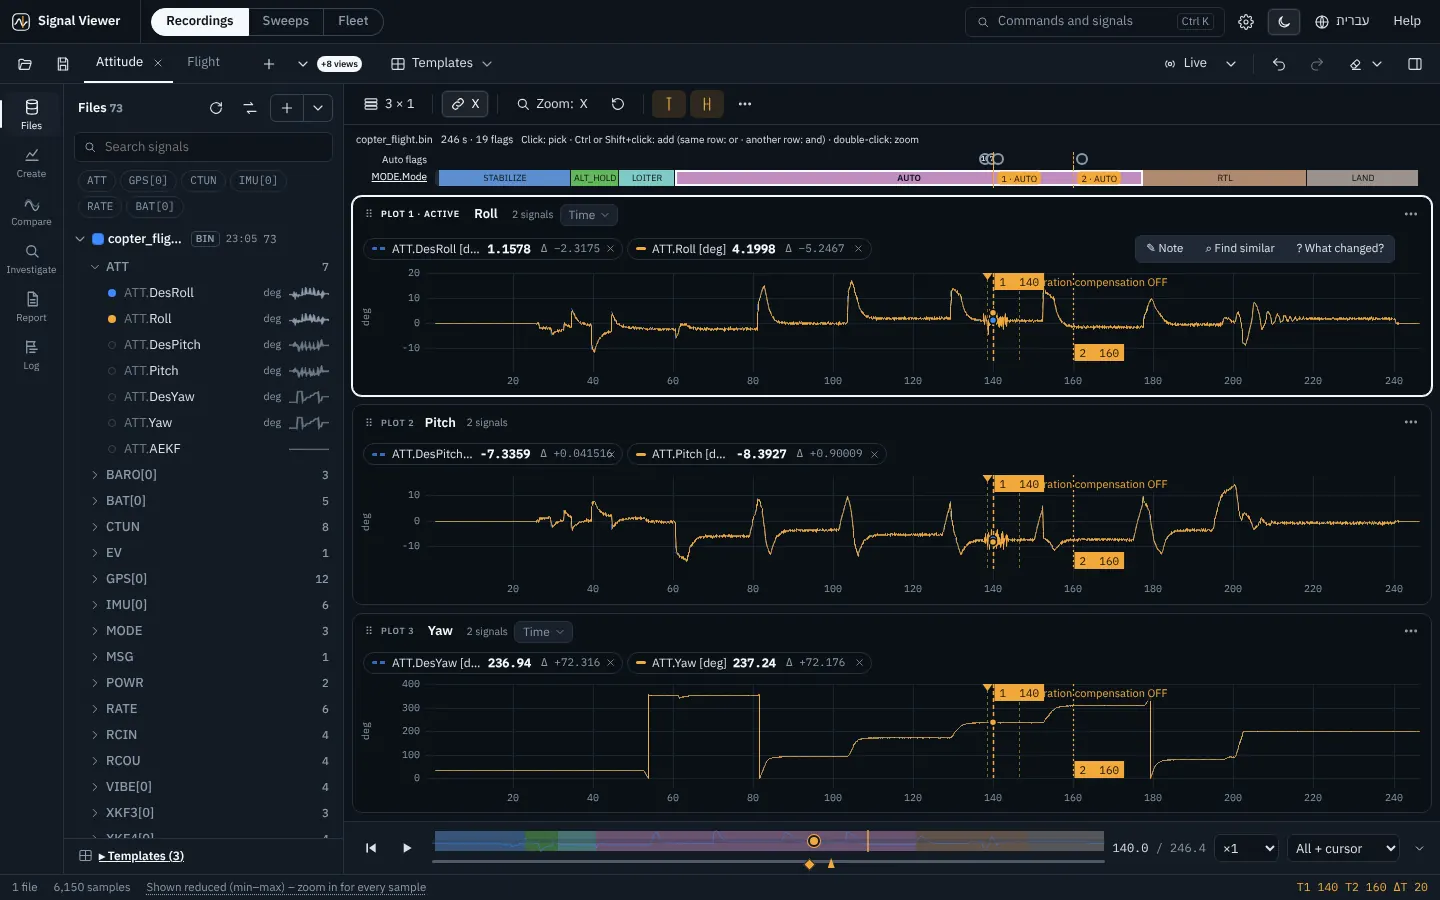 Signal Viewer Recordings Sweeps Fleet Commands and signals Ctrl K עברית Help
Attitude × Flight + +8 views Templates Live
Files 73 3 × 1 X Zoom: X
Files
Search signals
copter_flight.bin 246 s · 19 flags Click: pick · Ctrl or Shift+click: add (same row: or · another row: and) · double-click: zoom
Auto flags
ATT GPS[0] CTUN IMU[0]
MODE.Mode STABILIZE ALT_HOLD LOITER AUTO 1 · AUTO 2 · AUTO RTL LAND
Create
RATE BAT[0]
PLOT 1 · ACTIVE Roll 2 signals Time
Compare
copter_flig... BIN 23:05 73
ATT.DesRoll [d... 1.1578 Δ −2.3175 × ATT.Roll [deg] 4.1998 Δ −5.2467 × Note Find similar ? What changed?
Investigate
ATT 7
ATT.DesRoll deg
ATT.Roll deg
Report
ATT.DesPitch deg
ATT.Pitch deg
Log
ATT.DesYaw deg
ATT.Yaw deg
ATT.AEKF
20
10
0
-10
deg
1 140 ration compensation OFF
2 160
20 40 60 80 100 120 140 160 180 200 220 240
PLOT 2 Pitch 2 signals
ATT.DesPitch... -7.3359 Δ +0.041516 × ATT.Pitch [d... -8.3927 Δ +0.90009 ×
BARO[0] 3
BAT[0] 5
CTUN 8
EV 1
GPS[0] 12
IMU[0] 6
10
0
-10
deg
1 140 ration compensation OFF
2 160
20 40 60 80 100 120 140 160 180 200 220 240
MODE 3
MSG 1
POWR 2
RATE 6
RCIN 4
RCOU 4
VIBE[0] 4
XKF3[0] 3
XKF4[0] 4
PLOT 3 Yaw 2 signals Time
ATT.DesYaw [d... 236.94 Δ +72.316 × ATT.Yaw [deg] 237.24 Δ +72.176 ×
400
300
200
100
0
deg
1 140 ration compensation OFF
2 160
20 40 60 80 100 120 140 160 180 200 220 240
▸ Templates (3)
140.0 / 246.4 ×1 All + cursor
1 file 6,150 samples Shown reduced (min–max) – zoom in for every sample T1 140 T2 160 ΔT 20